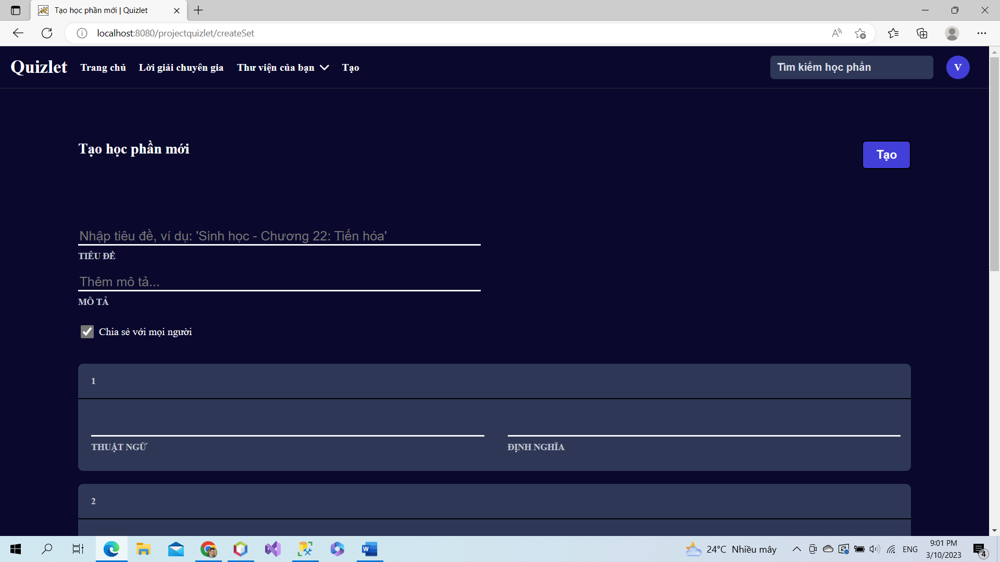 Tạo học phần mới | Quizlet
localhost:8080/projectquizlet/createSet
Quizlet Trang chủ Lời giải chuyên gia Thư viện của bạn Tạo Tìm kiếm học phần V
Tạo học phần mới Tạo
Nhập tiêu đề, ví dụ: 'Sinh học - Chương 22: Tiến hóa'
TIÊU ĐỀ
Thêm mô tả...
MÔ TẢ
Chia sẻ với mọi người
1
THUẬT NGỮ ĐỊNH NGHĨA
2
24°C Nhiều mây ENG 9:01 PM
3/10/2023 4